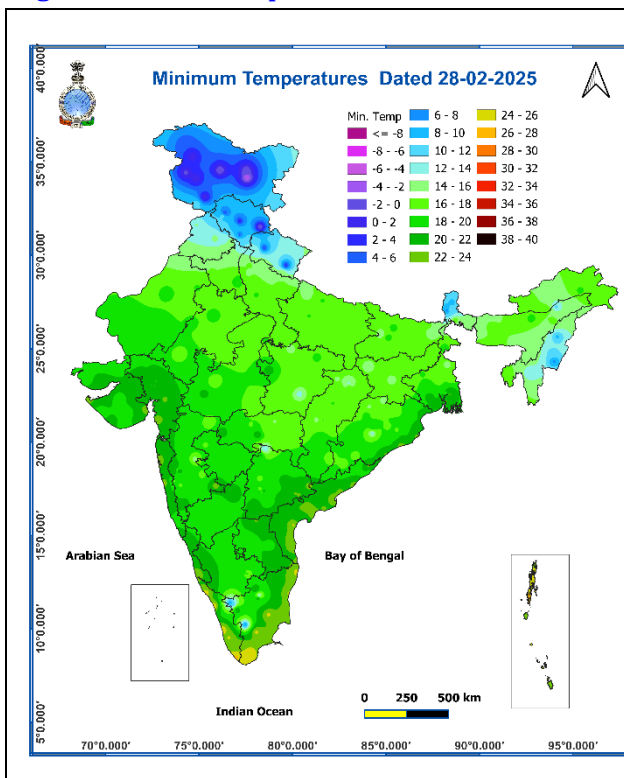 Minimum Temperatures Dated 28-02-2025
Min. Temp
<= -8
-8 - -6
-6 - -4
-4 - -2
-2 - 0
0 - 2
2 - 4
4 - 6
6 - 8
8 - 10
10 - 12
12 - 14
14 - 16
16 - 18
18 - 20
20 - 22
22 - 24
24 - 26
26 - 28
28 - 30
30 - 32
32 - 34
34 - 36
36 - 38
38 - 40
40°0.000'
35°0.000'
30°0.000'
25°0.000'
20°0.000'
15°0.000'
10°0.000'
5°0.000'
Arabian Sea
Bay of Bengal
Indian Ocean
0 250 500 km
70°0.000' 75°0.000' 80°0.000' 85°0.000' 90°0.000' 95°0.000'